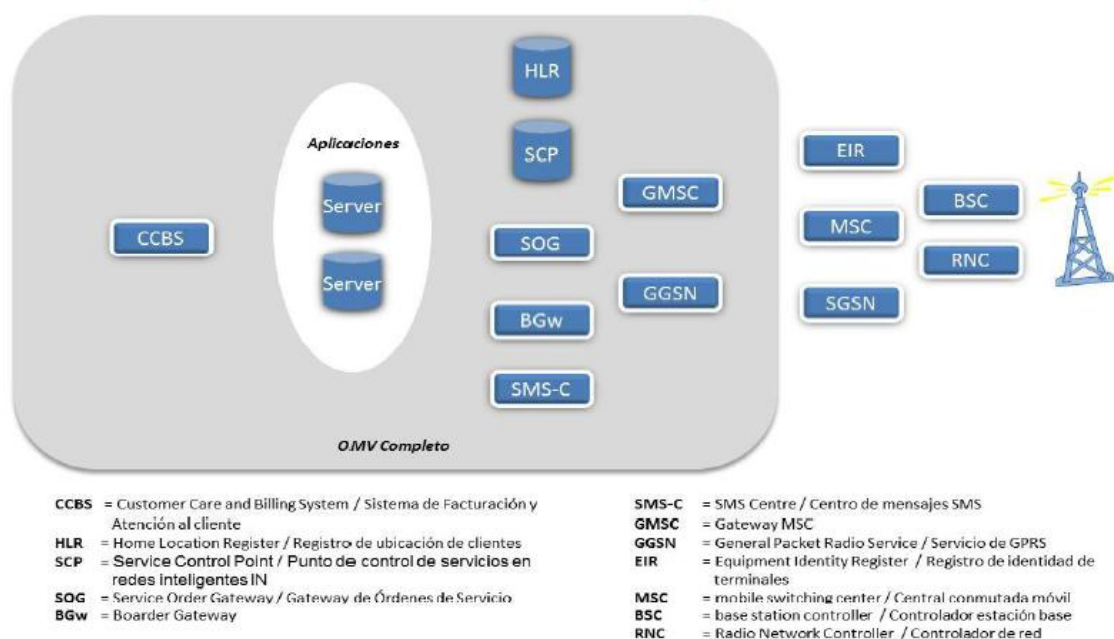 HLR
Aplicaciones
SCP
EIR
Server
GMSC
BSC
CCBS
SOG
MSC
RNC
Server
GGSN
SGSN
BGw
SMS-C
OMV Completo
CCBS = Customer Care and Billing System / Sistema de Facturación y
Atención al cliente
HLR = Home Location Register / Registro de ubicación de clientes
SCP = Service Control Point / Punto de control de servicios en
redes inteligentes IN
SOG = Service Order Gateway / Gateway de Órdenes de Servicio
BGw = Boarder Gateway
SMS-C = SMS Centre / Centro de mensajes SMS
GMSC = Gateway MSC
GGSN = General Packet Radio Service / Servicio de GPRS
EIR = Equipment Identity Register / Registro de identidad de
terminales
MSC = mobile switching center / Central conmutada móvil
BSC = base station controller / Controlador estación base
RNC = Radio Network Controller / Controlador de red